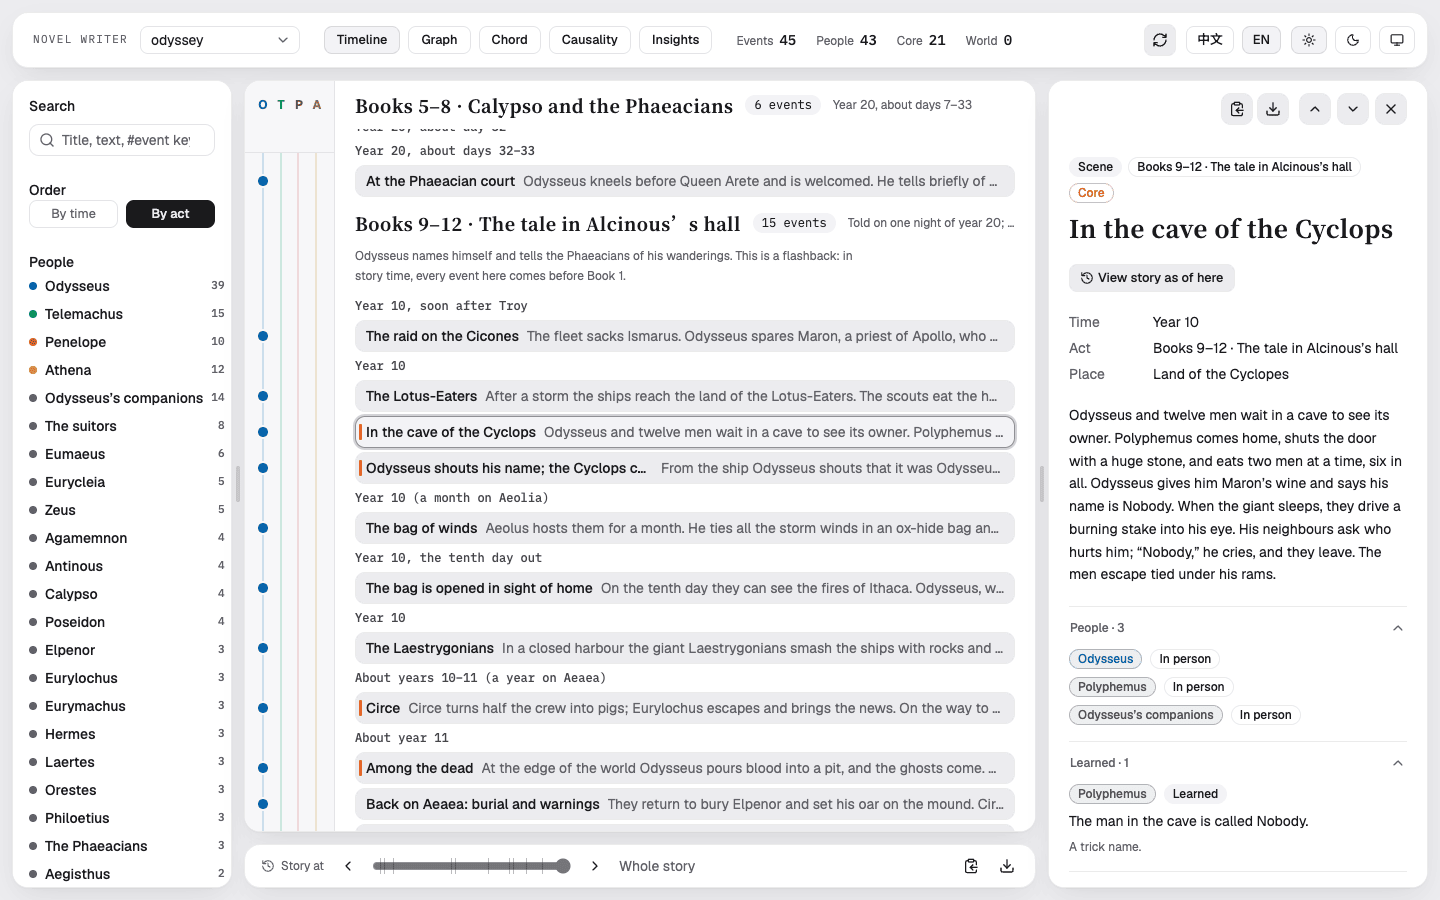 NOVEL WRITER
odyssey
Timeline
Graph
Chord
Causality
Insights
Events 45
People 43
Core 21
World 0
中文
EN
Search
Title, text, #event key
Order
By time
By act
People
Odysseus 39
Telemachus 15
Penelope 10
Athena 12
Odysseus’s companions 14
The suitors 8
Eumaeus 6
Eurycleia 5
Zeus 5
Agamemnon 4
Antinous 4
Calypso 4
Poseidon 4
Elpenor 3
Eurylochus 3
Eurymachus 3
Hermes 3
Laertes 3
Orestes 3
Philoetius 3
The Phaeacians 3
Aegisthus 2
O T P A
Books 5–8 · Calypso and the Phaeacians 6 events Year 20, about days 7–33
Year 20, about days 32–33
At the Phaeacian court Odysseus kneels before Queen Arete and is welcomed. He tells briefly of …
Books 9–12 · The tale in Alcinous’s hall 15 events Told on one night of year 20; …
Odysseus names himself and tells the Phaeacians of his wanderings. This is a flashback: in
story time, every event here comes before Book 1.
Year 10, soon after Troy
The raid on the Cicones The fleet sacks Ismarus. Odysseus spares Maron, a priest of Apollo, who …
Year 10
The Lotus-Eaters After a storm the ships reach the land of the Lotus-Eaters. The scouts eat the h…
In the cave of the Cyclops Odysseus and twelve men wait in a cave to see its owner. Polyphemus …
Odysseus shouts his name; the Cyclops c… From the ship Odysseus shouts that it was Odysseu…
Year 10 (a month on Aeolia)
The bag of winds Aeolus hosts them for a month. He ties all the storm winds in an ox-hide bag an…
Year 10, the tenth day out
The bag is opened in sight of home On the tenth day they can see the fires of Ithaca. Odysseus, w…
Year 10
The Laestrygonians In a closed harbour the giant Laestrygonians smash the ships with rocks and …
About years 10–11 (a year on Aeaea)
Circe Circe turns half the crew into pigs; Eurylochus escapes and brings the news. On the way to …
About year 11
Among the dead At the edge of the world Odysseus pours blood into a pit, and the ghosts come. …
Back on Aeaea: burial and warnings They return to bury Elpenor and set his oar on the mound. Cir…
Story at
Whole story
Scene
Books 9–12 · The tale in Alcinous’s hall
Core
In the cave of the Cyclops
View story as of here
Time Year 10
Act Books 9–12 · The tale in Alcinous’s hall
Place Land of the Cyclopes
Odysseus and twelve men wait in a cave to see its
owner. Polyphemus comes home, shuts the door
with a huge stone, and eats two men at a time, six in
all. Odysseus gives him Maron’s wine and says his
name is Nobody. When the giant sleeps, they drive a
burning stake into his eye. His neighbours ask who
hurts him; “Nobody,” he cries, and they leave. The
men escape tied under his rams.
People · 3
Odysseus In person
Polyphemus In person
Odysseus’s companions In person
Learned · 1
Polyphemus Learned
The man in the cave is called Nobody.
A trick name.